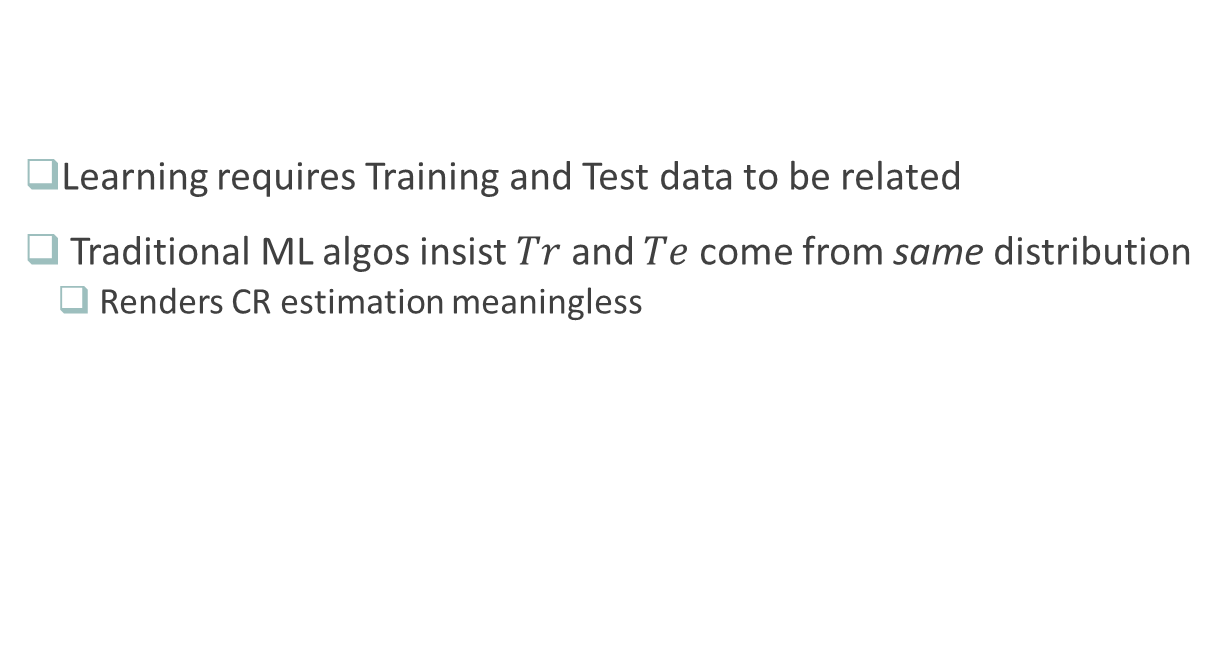 Learning requires Training and Test data to be related
Traditional ML algos insist Tr and Te come from same distribution
Renders CR estimation meaningless